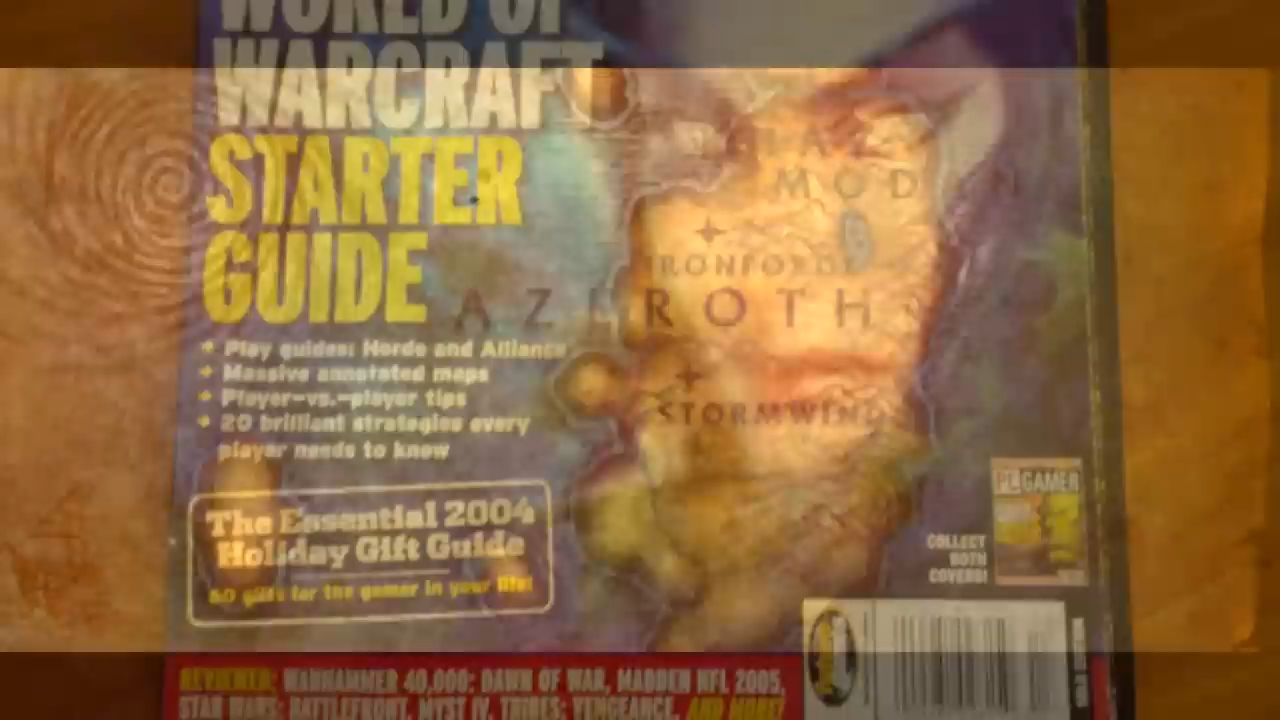 WORLD OF
WARCRAFT
STARTER
GUIDE
+ Play guides: Horde and Alliance
+ Massive annotated maps
+ Player-vs.-player tips
+ 20 brilliant strategies every
player needs to know
The Essential 2004
Holiday Gift Guide
60 gifts for the gamer in your life!
MOD
IRONFORGE
AZEROTH
STORMWIND
PC GAMER
COLLECT
BOTH
COVERS!
REVIEWED: WARHAMMER 40,000: DAWN OF WAR, MADDEN NFL 2005,
STAR WARS: BATTLEFRONT, MYST IV, TRIBES: VENGEANCE, AND MORE!